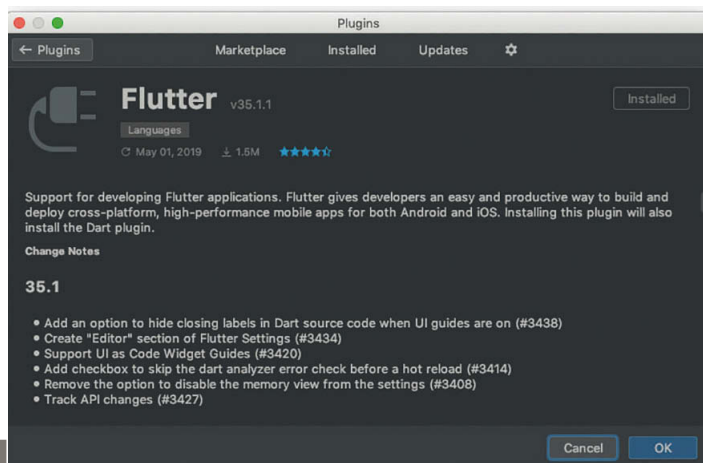 Plugins
← Plugins Marketplace Installed Updates
Flutter v35.1.1
Installed
Languages
May 01, 2019 1.5M
Support for developing Flutter applications. Flutter gives developers an easy and productive way to build and
deploy cross-platform, high-performance mobile apps for both Android and iOS. Installing this plugin will also
install the Dart plugin.
Change Notes
35.1
• Add an option to hide closing labels in Dart source code when UI guides are on (#3438)
• Create "Editor" section of Flutter Settings (#3434)
• Support UI as Code Widget Guides (#3420)
• Add checkbox to skip the dart analyzer error check before a hot reload (#3414)
• Remove the option to disable the memory view from the settings (#3408)
• Track API changes (#3427)
Cancel OK